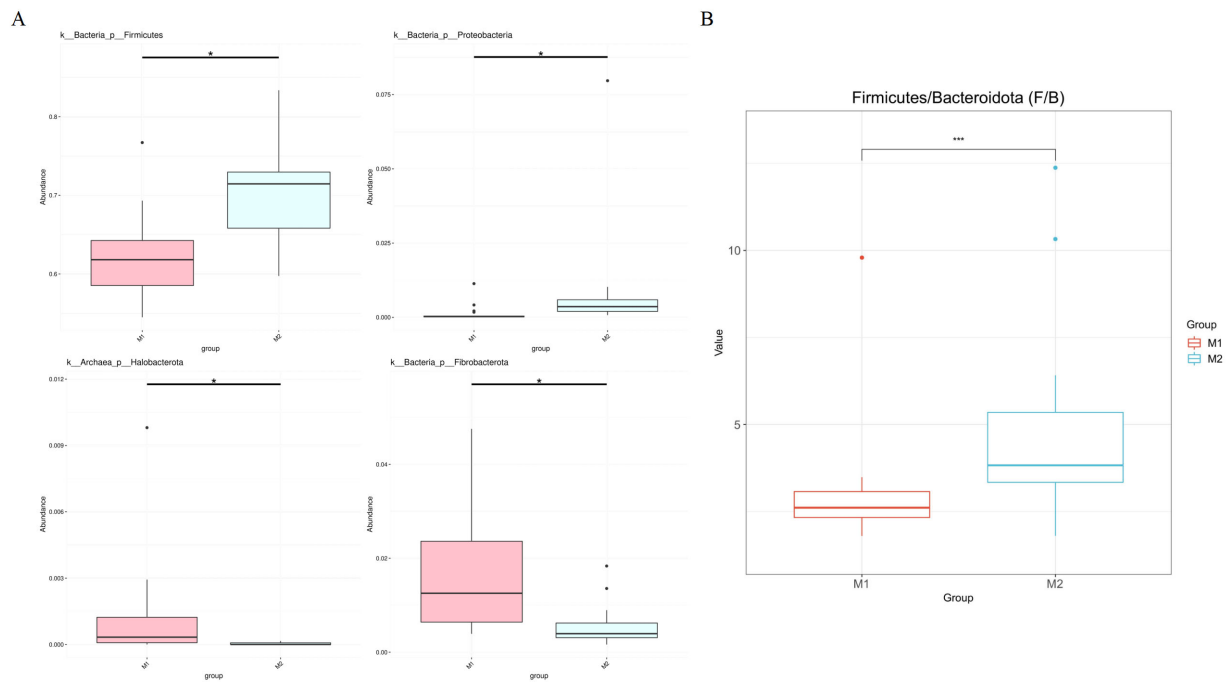 A
k__Bacteria_p__Firmicutes
*
0.8
0.7
0.6
Abundance
M1
M2
group
k__Bacteria_p__Proteobacteria
*
0.075
0.050
0.025
0.000
Abundance
M1
M2
group
k__Archaea_p__Halobacterota
*
0.012
0.009
0.006
0.003
0.000
Abundance
M1
M2
group
k__Bacteria_p__Fibrobacterota
*
0.04
0.02
0.00
Abundance
M1
M2
group
B
Firmicutes/Bacteroidota (F/B)
***
10
5
Value
M1
M2
Group
Group
M1
M2